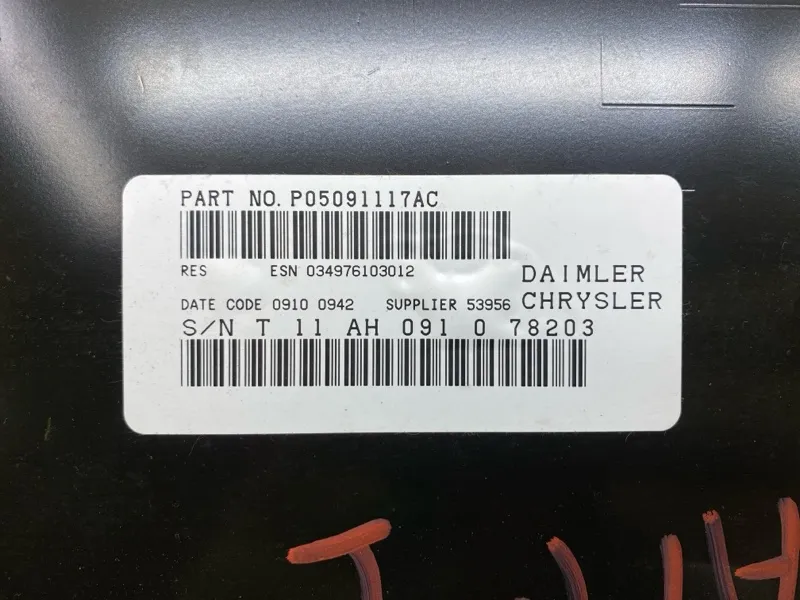 PART NO. P05091117AC
RES ESN 034976103012
DAIMLER
CHRYSLER
DATE CODE 0910 0942 SUPPLIER 53956
S/N T 11 AH 091 0 78203